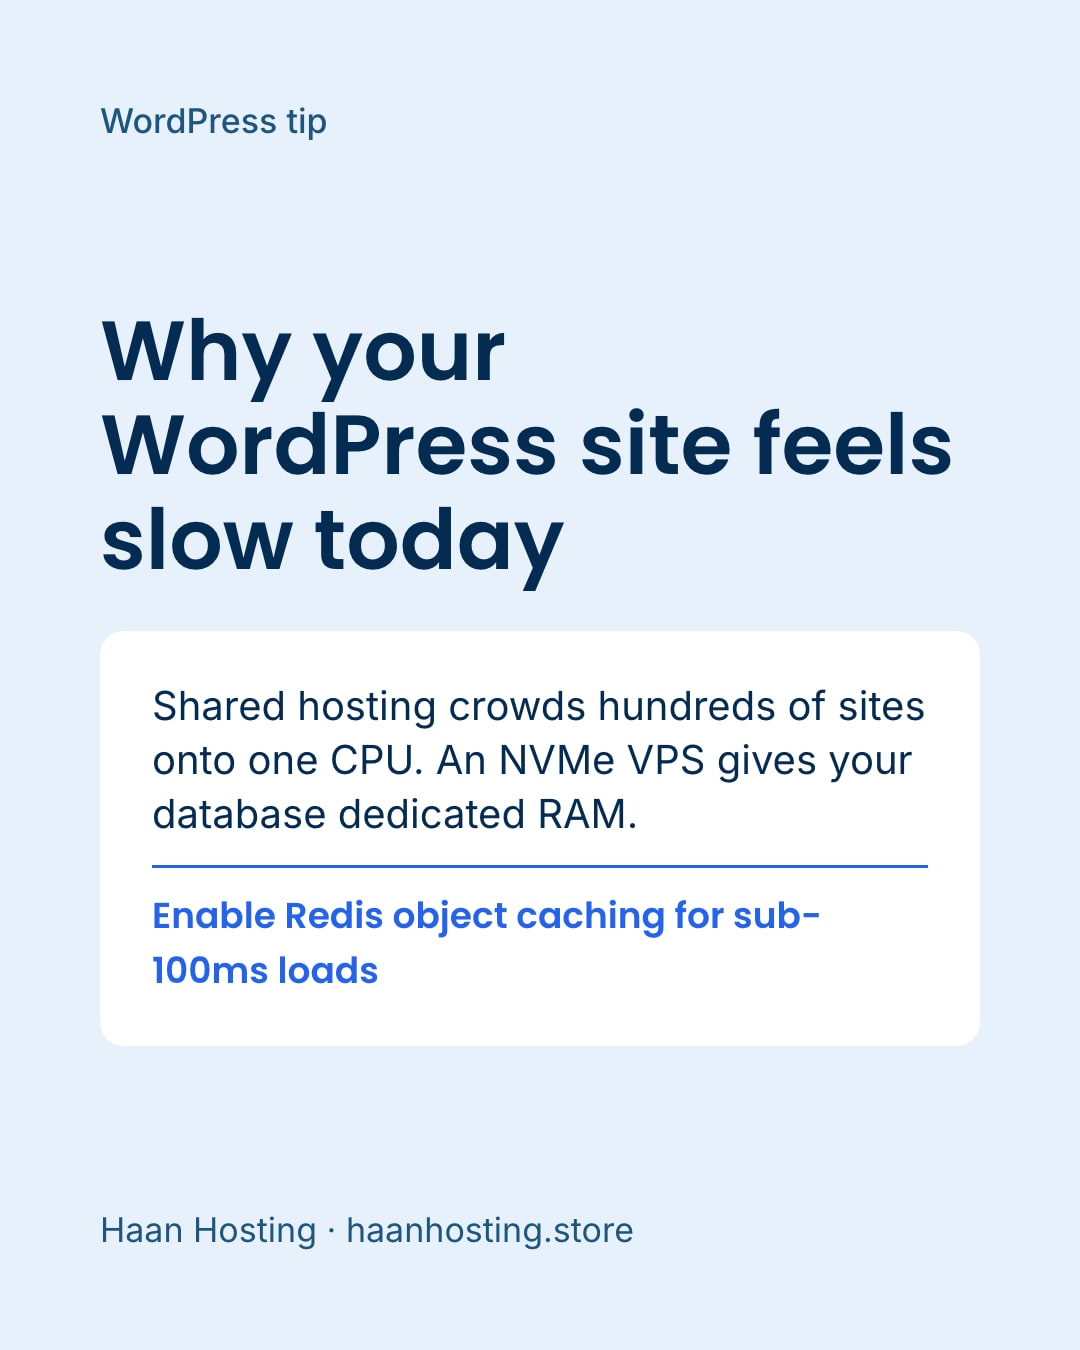 WordPress tip
Why your
WordPress site feels
slow today
Shared hosting crowds hundreds of sites
onto one CPU. An NVMe VPS gives your
database dedicated RAM.
Enable Redis object caching for sub-
100ms loads
Haan Hosting · haanhosting.store